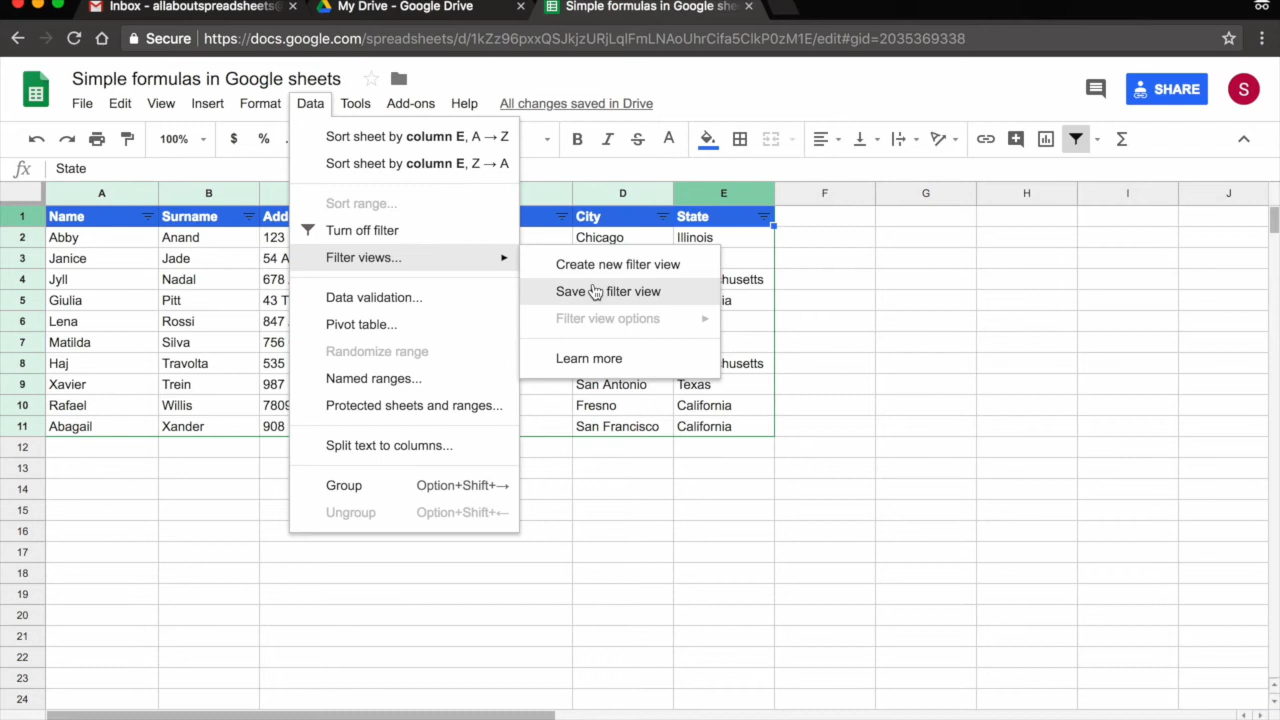 Inbox - allaboutspreadsheets@
My Drive - Google Drive
Simple formulas in Google she
Secure https://docs.google.com/spreadsheets/d/1kZz96pxxQSJkjzURjLqlFmLNAoUhrCifa5ClkP0zM1E/edit#gid=2035369338
Simple formulas in Google sheets
SHARE
S
File Edit View Insert Format Data Tools Add-ons Help All changes saved in Drive
100% $ % . B I S A Σ
fx State
A B D E F G H I J
1 Name Surname Add City State
2 Abby Anand 123 Chicago Illinois
3 Janice Jade 54 A
4 Jyll Nadal 678 husetts
5 Giulia Pitt 43 T ia
6 Lena Rossi 847
7 Matilda Silva 756
8 Haj Travolta 535 husetts
9 Xavier Trein 987 San Antonio Texas
10 Rafael Willis 7809 Fresno California
11 Abagail Xander 908 San Francisco California
12
13
14
15
16
17
18
19
20
21
22
23
24
Sort sheet by column E, A → Z
Sort sheet by column E, Z → A
Sort range...
Turn off filter
Filter views...
Data validation...
Pivot table...
Randomize range
Named ranges...
Protected sheets and ranges...
Split text to columns...
Group Option+Shift+→
Ungroup Option+Shift+←
Create new filter view
Save filter view
Filter view options
Learn more